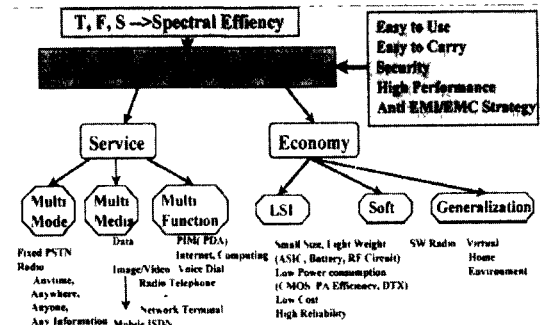 T, F, S -->Spectral Effiency
Easy to Use
Easy to Carry
Security
High Performance
Anti EMI/EMC Strategy
Service
Economy
Multi
Mode
Multi
Media
Multi
Function
LSI
Soft
Generalization
Fixed PSTN
Radio
Anytime,
Anywhere,
Anyone,
Any Information
Data
Image/Video
Mobile ISDN
PIM( PDA)
Internet, Computing
Voice Dial
Radio Telephone
Network Terminal
Small Size, Light Weight
(ASIC, Battery, RF Circuit)
Low Power consumption
(CMOS, PA Efficiency, DTX)
Low Cost
High Reliability
SW Radio
Virtual
Home
Environment